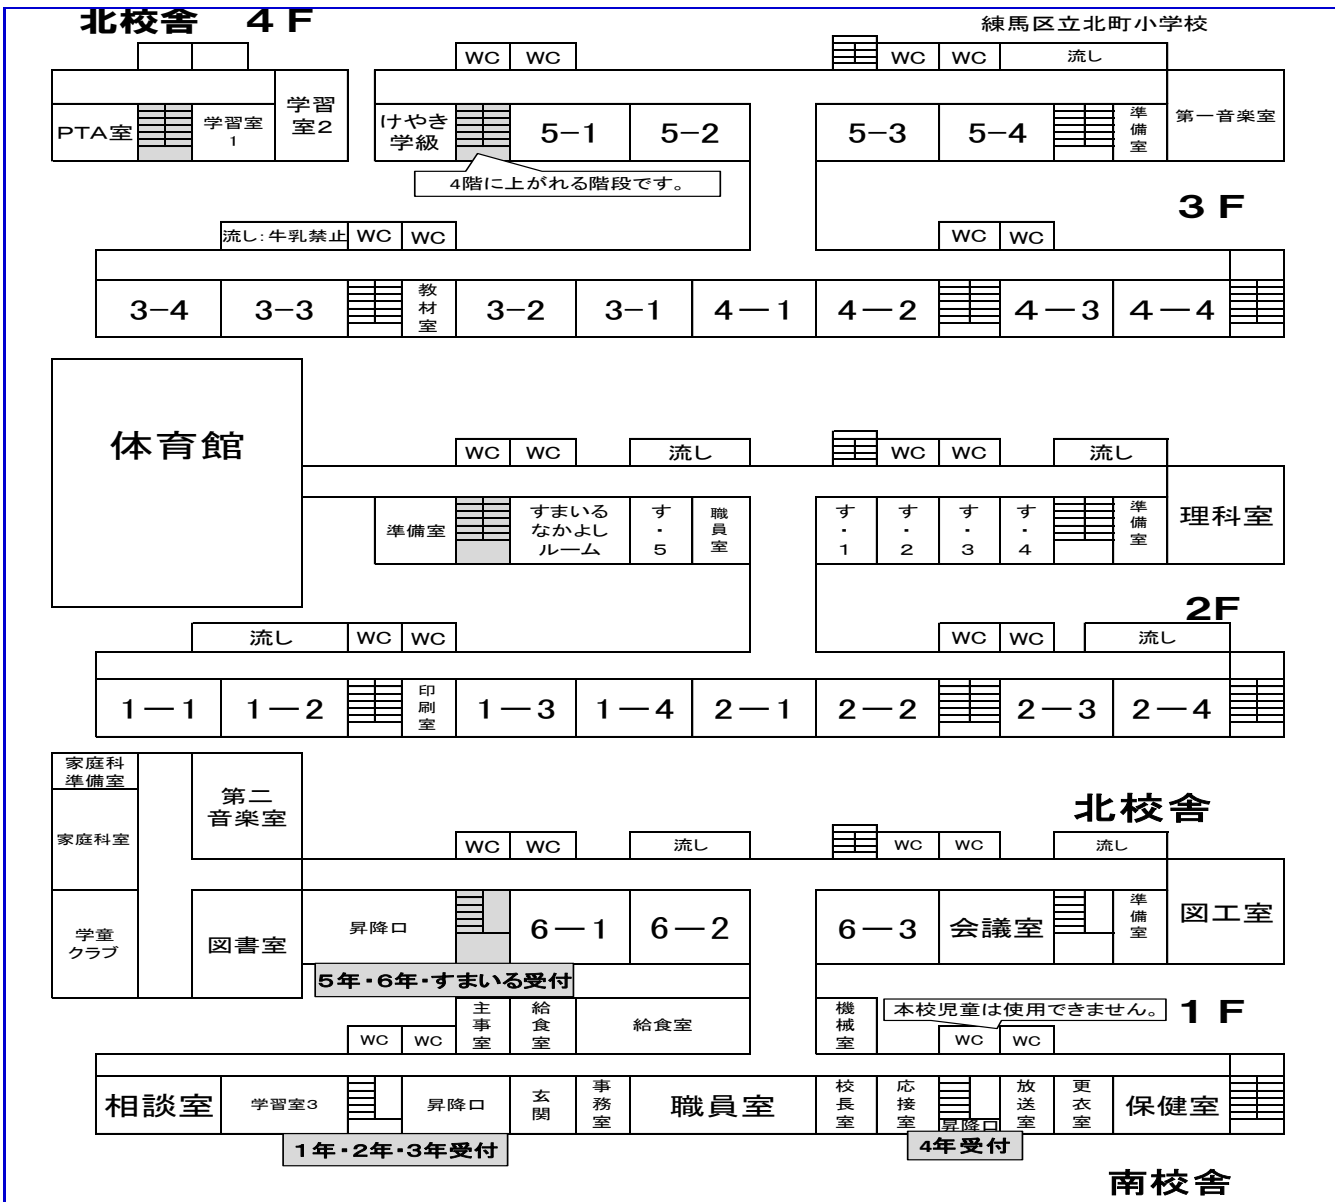 北校舎 4F
練馬区立北町小学校
WC WC
WC WC 流し
PTA室
学習室
1
学習
室2
けやき
学級
5-1
5-2
5-3
5-4
準備室
第一音楽室
4階に上がれる階段です。
3F
流し:牛乳禁止 WC WC
WC WC
3-4
3-3
教材室
3-2
3-1
4-1
4-2
4-3
4-4
体育館
WC WC 流し
WC WC 流し
準備室
すまいる
なかよし
ルーム
す・5
職員室
す・1
す・2
す・3
す・4
準備室
理科室
2F
流し WC WC
WC WC 流し
1-1
1-2
印刷室
1-3
1-4
2-1
2-2
2-3
2-4
家庭科
準備室
家庭科室
学童
クラブ
第二
音楽室
図書室
北校舎
WC WC 流し
WC WC 流し
昇降口
6-1
6-2
6-3
会議室
準備室
図工室
5年・6年・すまいる受付
主事室
給食室
給食室
機械室
本校児童は使用できません。
1F
WC WC
WC WC
相談室
学習室3
昇降口
玄関
事務室
職員室
校長室
応接室
昇降口
放送室
更衣室
保健室
1年・2年・3年受付
4年受付
南校舎